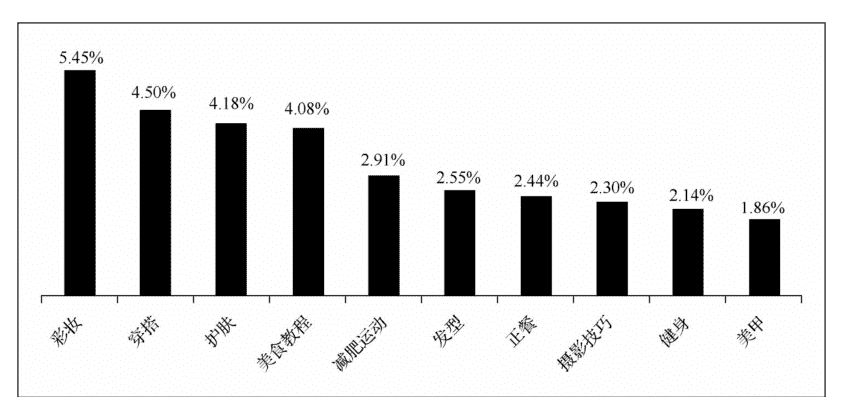 5.45%
4.50%
4.18%
4.08%
2.91%
2.55%
2.44%
2.30%
2.14%
1.86%
彩妆
穿搭
护肤
美食教程
减肥运动
发型
正餐
摄影技巧
健身
美甲